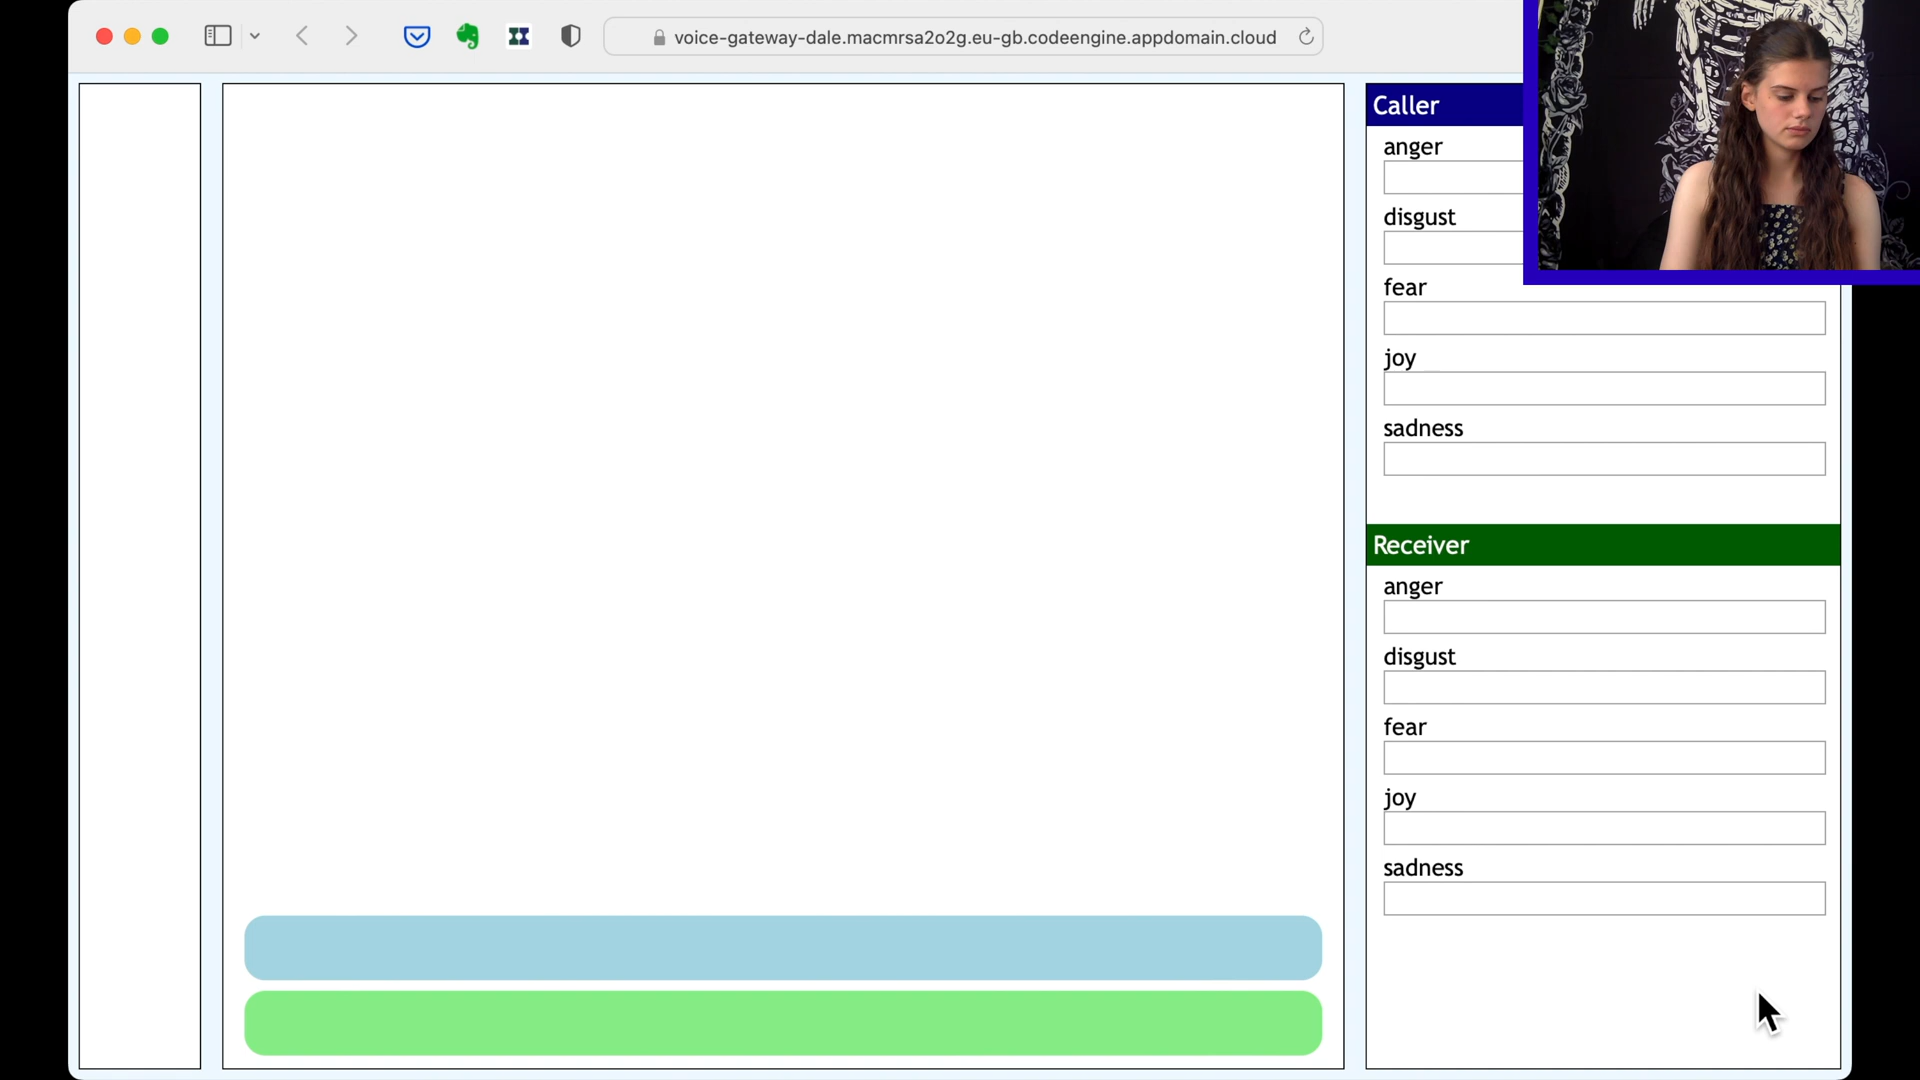 voice-gateway-dale.macmrsa2o2g.eu-gb.codeengine.appdomain.cloud
Caller
anger
disgust
fear
joy
sadness
Receiver
anger
disgust
fear
joy
sadness